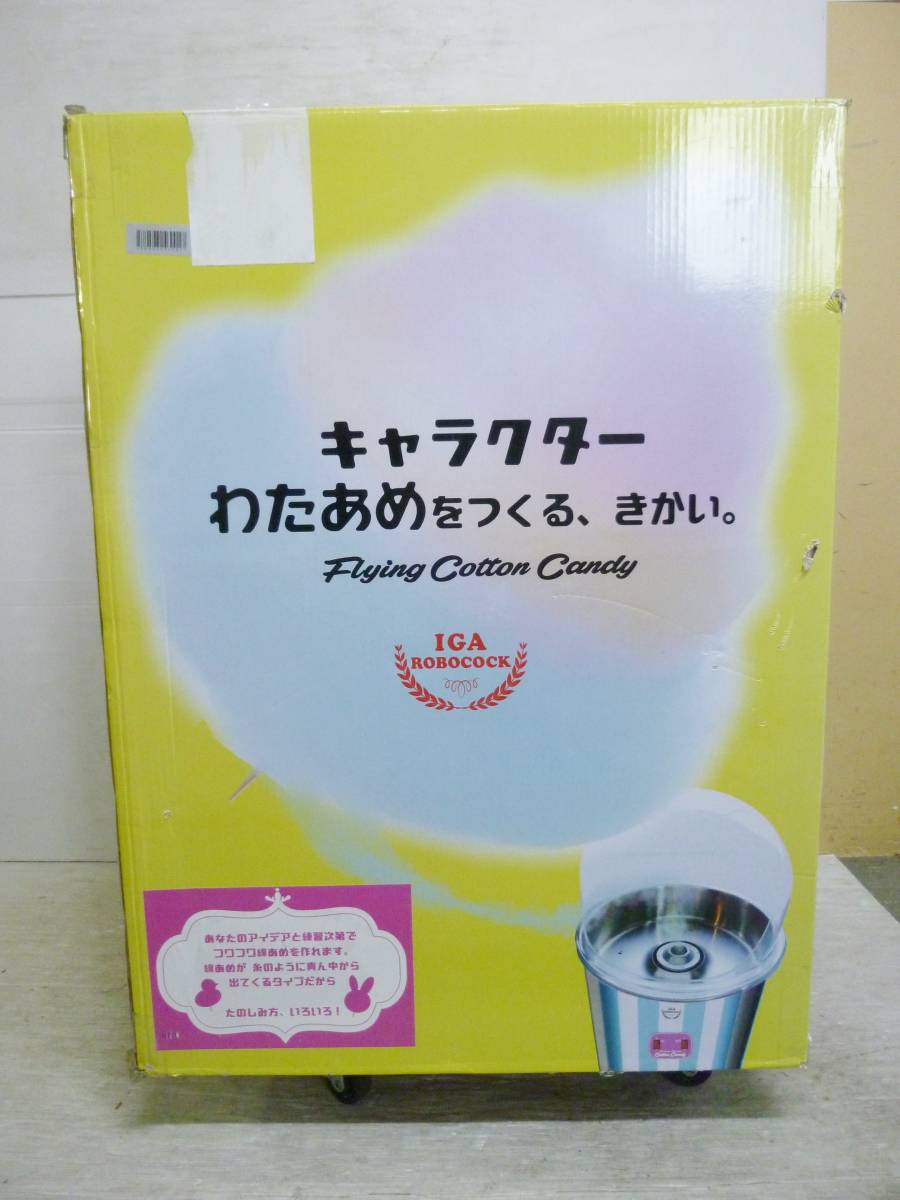 キャラクター
わたあめをつくる、きかい。
Flying Cotton Candy
IGA
ROBOCOCK
あなたのアイデアと練習次第で
フワフワ綿あめを作れます。
綿あめが 糸のように真ん中から
出てくるタイプだから
たのしみ方、いろいろ！
IGA
Cotton Candy